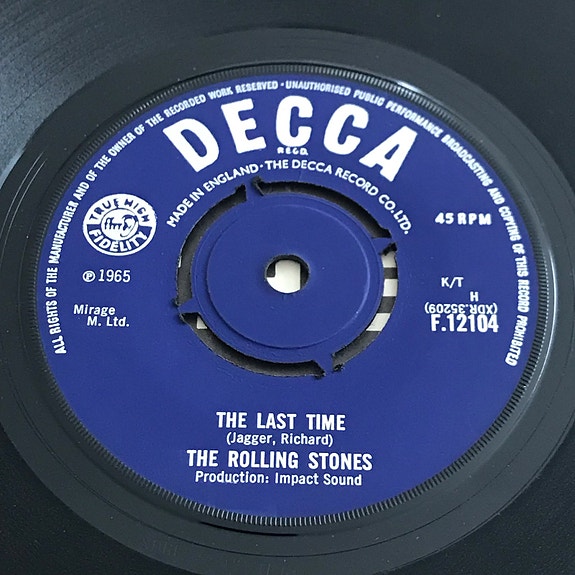 ALL RIGHTS OF THE MANUFACTURER AND OF THE OWNER OF THE RECORDED WORK RESERVED · UNAUTHORISED PUBLIC PERFORMANCE BROADCASTING AND COPYING OF THIS RECORD PROHIBITED
DECCA
REGD.
MADE IN ENGLAND · THE DECCA RECORD CO. LTD.
TRUE HIGH
ffrr
FIDELITY
45 RPM
Ⓟ 1965
K/T
Mirage
M. Ltd.
H
(XDR.35209)
F.12104
THE LAST TIME
(Jagger, Richard)
THE ROLLING STONES
Production: Impact Sound